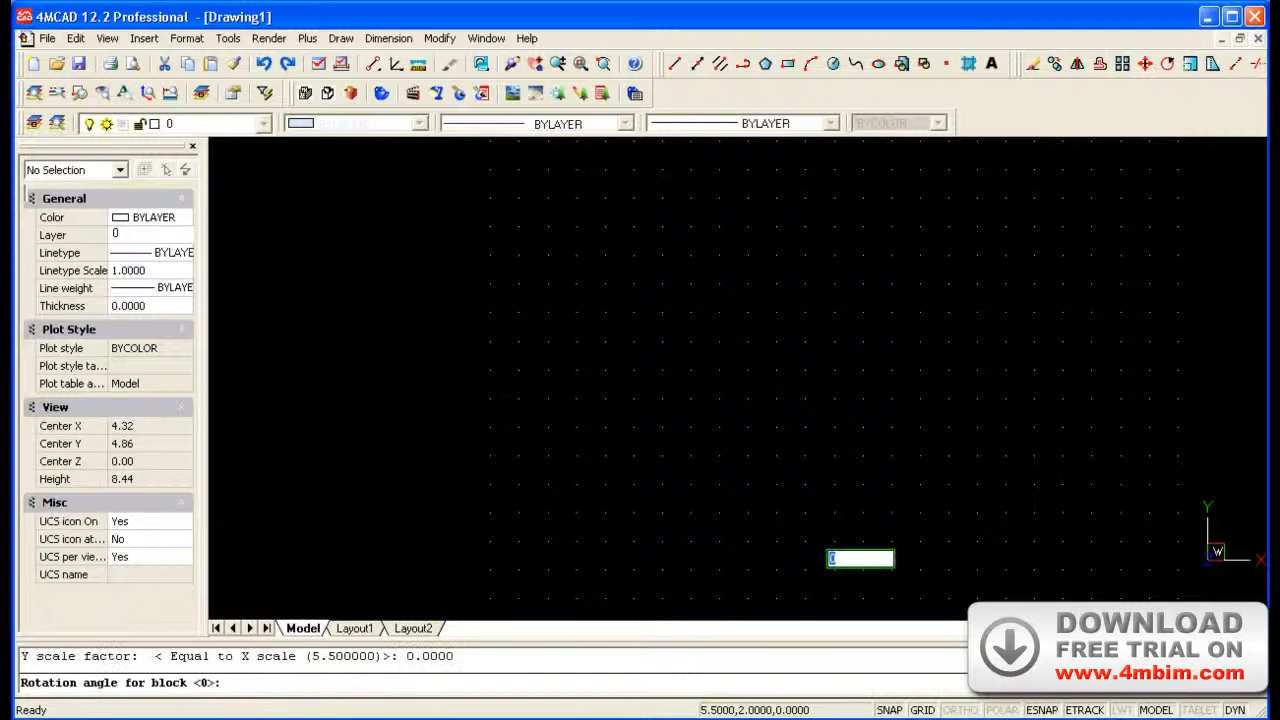 4MCAD 12.2 Professional - [Drawing1]
File Edit View Insert Format Tools Render Plus Draw Dimension Modify Window Help
0 BYLAYER BYLAYER BYCOLOR
No Selection
General
Color BYLAYER
Layer 0
Linetype BYLAYE
Linetype Scale 1.0000
Line weight BYLAYE
Thickness 0.0000
Plot Style
Plot style BYCOLOR
Plot style ta...
Plot table a... Model
View
Center X 4.32
Center Y 4.86
Center Z 0.00
Height 8.44
Misc
UCS icon On Yes
UCS icon at... No
UCS per vie... Yes
UCS name
0
Y
W
X
Model Layout1 Layout2
Y scale factor: < Equal to X scale (5.500000)>: 0.0000
Rotation angle for block <0>:
DOWNLOAD
FREE TRIAL ON
www.4mbim.com
Ready 5.5000,2.0000,0.0000 SNAP GRID ORTHO POLAR ESNAP ETRACK LWT MODEL TABLET DYN